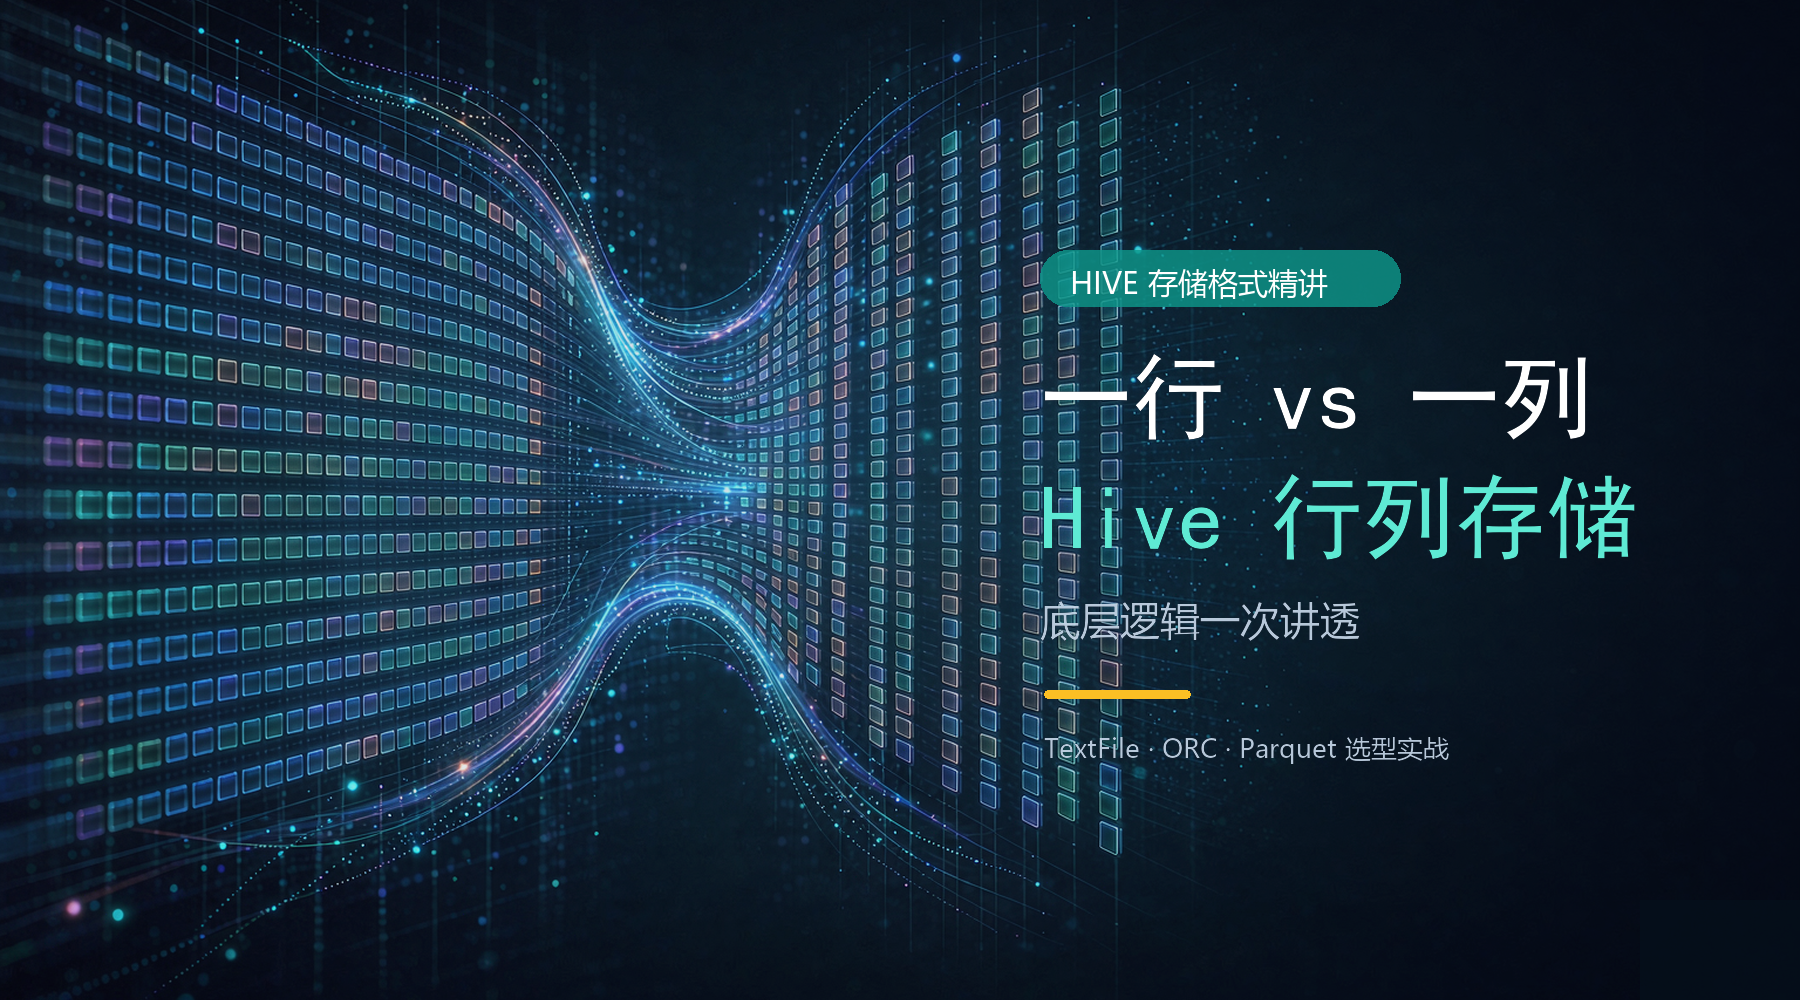 HIVE 存储格式精讲
一行 vs 一列
Hive 行列存储
底层逻辑一次讲透
TextFile · ORC · Parquet 选型实战